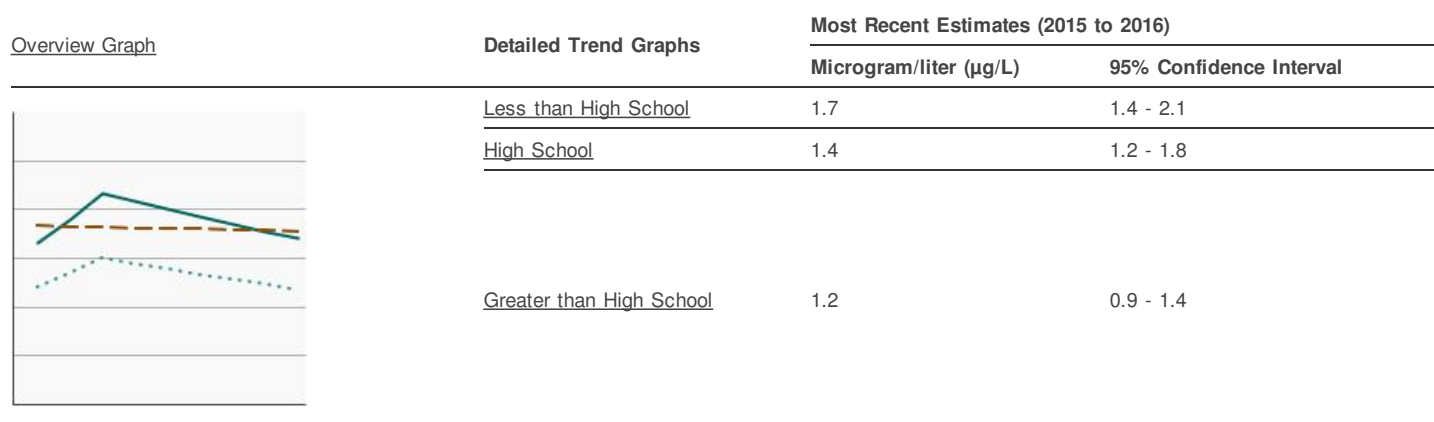 Overview Graph
Detailed Trend Graphs
Most Recent Estimates (2015 to 2016)
Microgram/liter (µg/L) 95% Confidence Interval
Less than High School 1.7 1.4 - 2.1
High School 1.4 1.2 - 1.8
Greater than High School 1.2 0.9 - 1.4